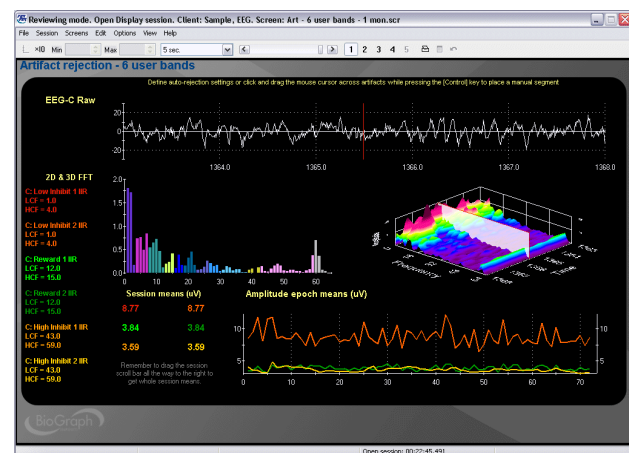 Reviewing mode. Open Display session. Client: Sample, EEG. Screen: Art - 6 user bands - 1 mon.scr
File Session Screens Edit Options View Help
×10 Min Max 5 sec. 1 2 3 4 5
Artifact rejection - 6 user bands
Define auto-rejection settings or click and drag the mouse cursor across artifacts while pressing the [Control] key to place a manual segment
EEG-C Raw
20
0
-20
1364.0 1365.0 1366.0 1367.0 1368.0
2D & 3D FFT
C: Low Inhibit 1 IIR
LCF = 1.0
HCF = 4.0
C: Low Inhibit 2 IIR
LCF = 1.0
HCF = 4.0
C: Reward 1 IIR
LCF = 12.0
HCF = 15.0
C: Reward 2 IIR
LCF = 12.0
HCF = 15.0
C: High Inhibit 1 IIR
LCF = 43.0
HCF = 59.0
C: High Inhibit 2 IIR
LCF = 43.0
HCF = 59.0
2.0
1.5
1.0
0.5
0.0
0 10 20 30 40 50 60
Frequency
Time
Session means (uV)
8.77 8.77
3.84 3.84
3.59 3.59
Remember to drag the session
scroll bar all the way to the right to
get whole session means.
Amplitude epoch means (uV)
10 10
5 5
0 10 20 30 40 50 60 70
BioGraph
Open session: 00:22:45.491